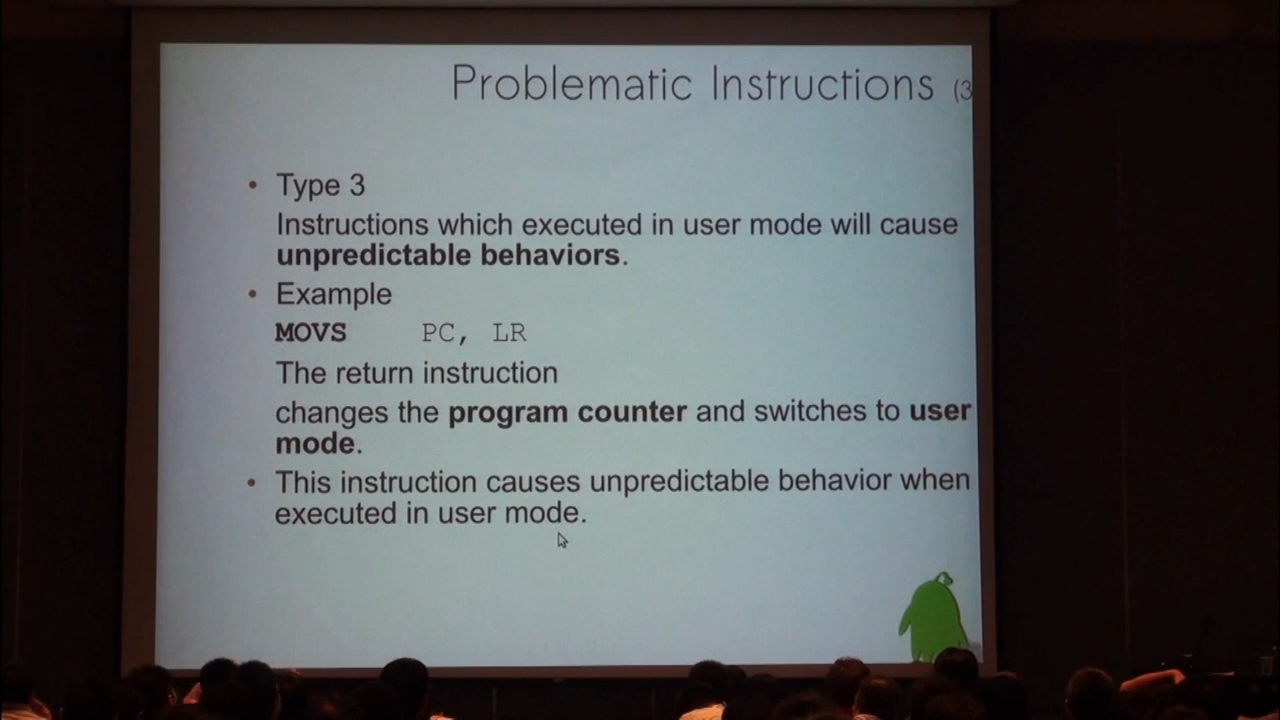 Problematic Instructions (3
• Type 3
Instructions which executed in user mode will cause
unpredictable behaviors.
• Example
MOVS PC, LR
The return instruction
changes the program counter and switches to user
mode.
• This instruction causes unpredictable behavior when
executed in user mode.